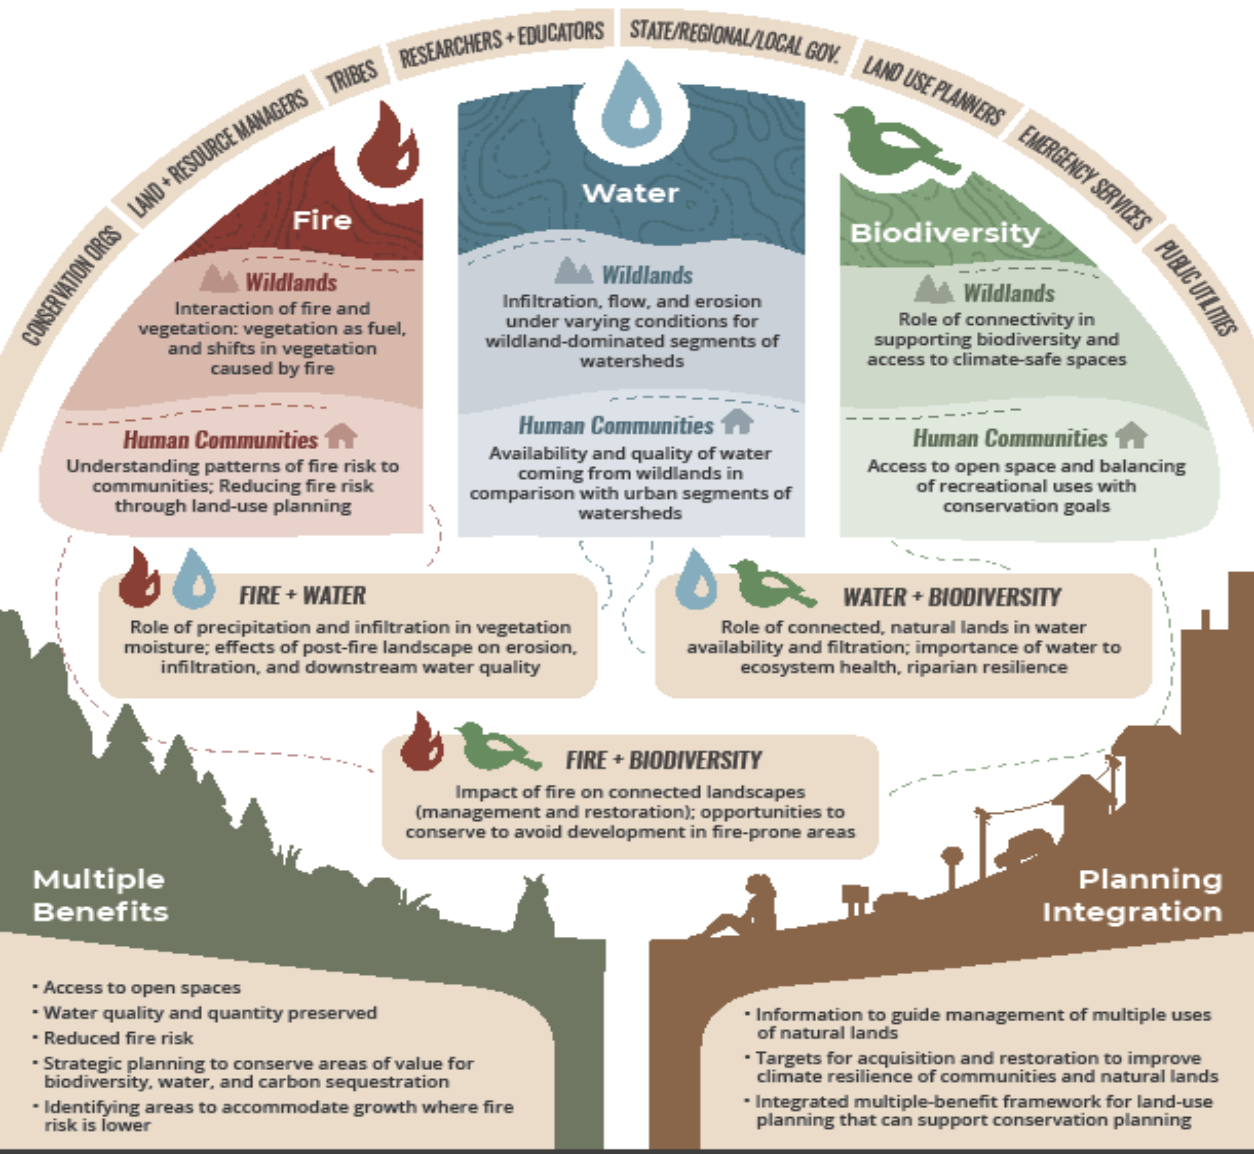 CONSERVATION ORGS
LAND + RESOURCE MANAGERS
TRIBES
RESEARCHERS + EDUCATORS
STATE/REGIONAL/LOCAL GOV.
LAND USE PLANNERS
EMERGENCY SERVICES
PUBLIC UTILITIES
Fire
Wildlands
Interaction of fire and
vegetation: vegetation as fuel,
and shifts in vegetation
caused by fire
Human Communities
Understanding patterns of fire risk to
communities; Reducing fire risk
through land-use planning
Water
Wildlands
Infiltration, flow, and erosion
under varying conditions for
wildland-dominated segments of
watersheds
Human Communities
Availability and quality of water
coming from wildlands in
comparison with urban segments of
watersheds
Biodiversity
Wildlands
Role of connectivity in
supporting biodiversity and
access to climate-safe spaces
Human Communities
Access to open space and balancing
of recreational uses with
conservation goals
FIRE + WATER
Role of precipitation and infiltration in vegetation
moisture; effects of post-fire landscape on erosion,
infiltration, and downstream water quality
WATER + BIODIVERSITY
Role of connected, natural lands in water
availability and filtration; importance of water to
ecosystem health, riparian resilience
FIRE + BIODIVERSITY
Impact of fire on connected landscapes
(management and restoration); opportunities to
conserve to avoid development in fire-prone areas
Multiple
Benefits
• Access to open spaces
• Water quality and quantity preserved
• Reduced fire risk
• Strategic planning to conserve areas of value for
biodiversity, water, and carbon sequestration
• Identifying areas to accommodate growth where fire
risk is lower
Planning
Integration
• Information to guide management of multiple uses
of natural lands
• Targets for acquisition and restoration to improve
climate resilience of communities and natural lands
• Integrated multiple-benefit framework for land-use
planning that can support conservation planning